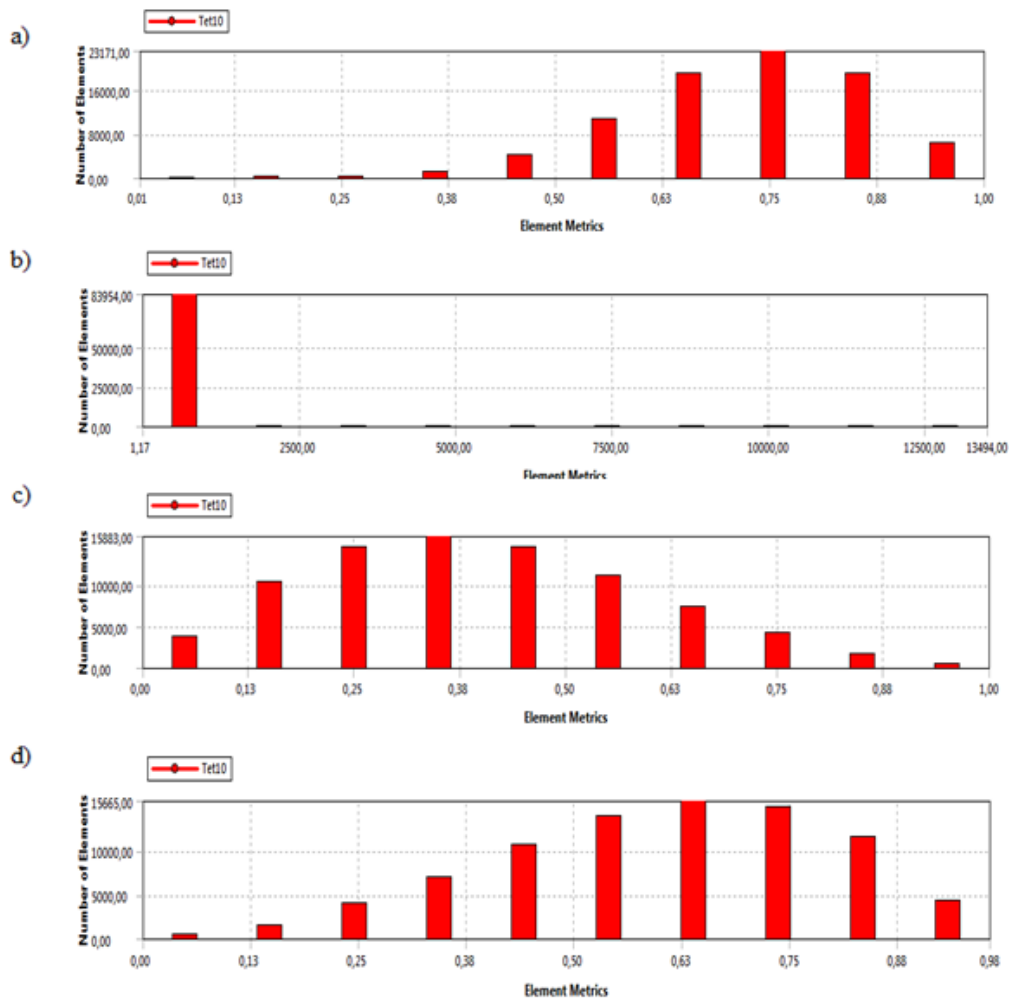 a)
Tet10
Number of Elements
23171,00
16000,00
8000,00
0,00
0,01 0,13 0,25 0,38 0,50 0,63 0,75 0,88 1,00
Element Metrics
b)
Tet10
Number of Elements
83954,00
50000,00
25000,00
0,00
1,17 2500,00 5000,00 7500,00 10000,00 12500,00 13494,00
Element Metrics
c)
Tet10
Number of Elements
15883,00
10000,00
5000,00
0,00
0,00 0,13 0,25 0,38 0,50 0,63 0,75 0,88 1,00
Element Metrics
d)
Tet10
Number of Elements
15665,00
10000,00
5000,00
0,00
0,00 0,13 0,25 0,38 0,50 0,63 0,75 0,88 0,98
Element Metrics